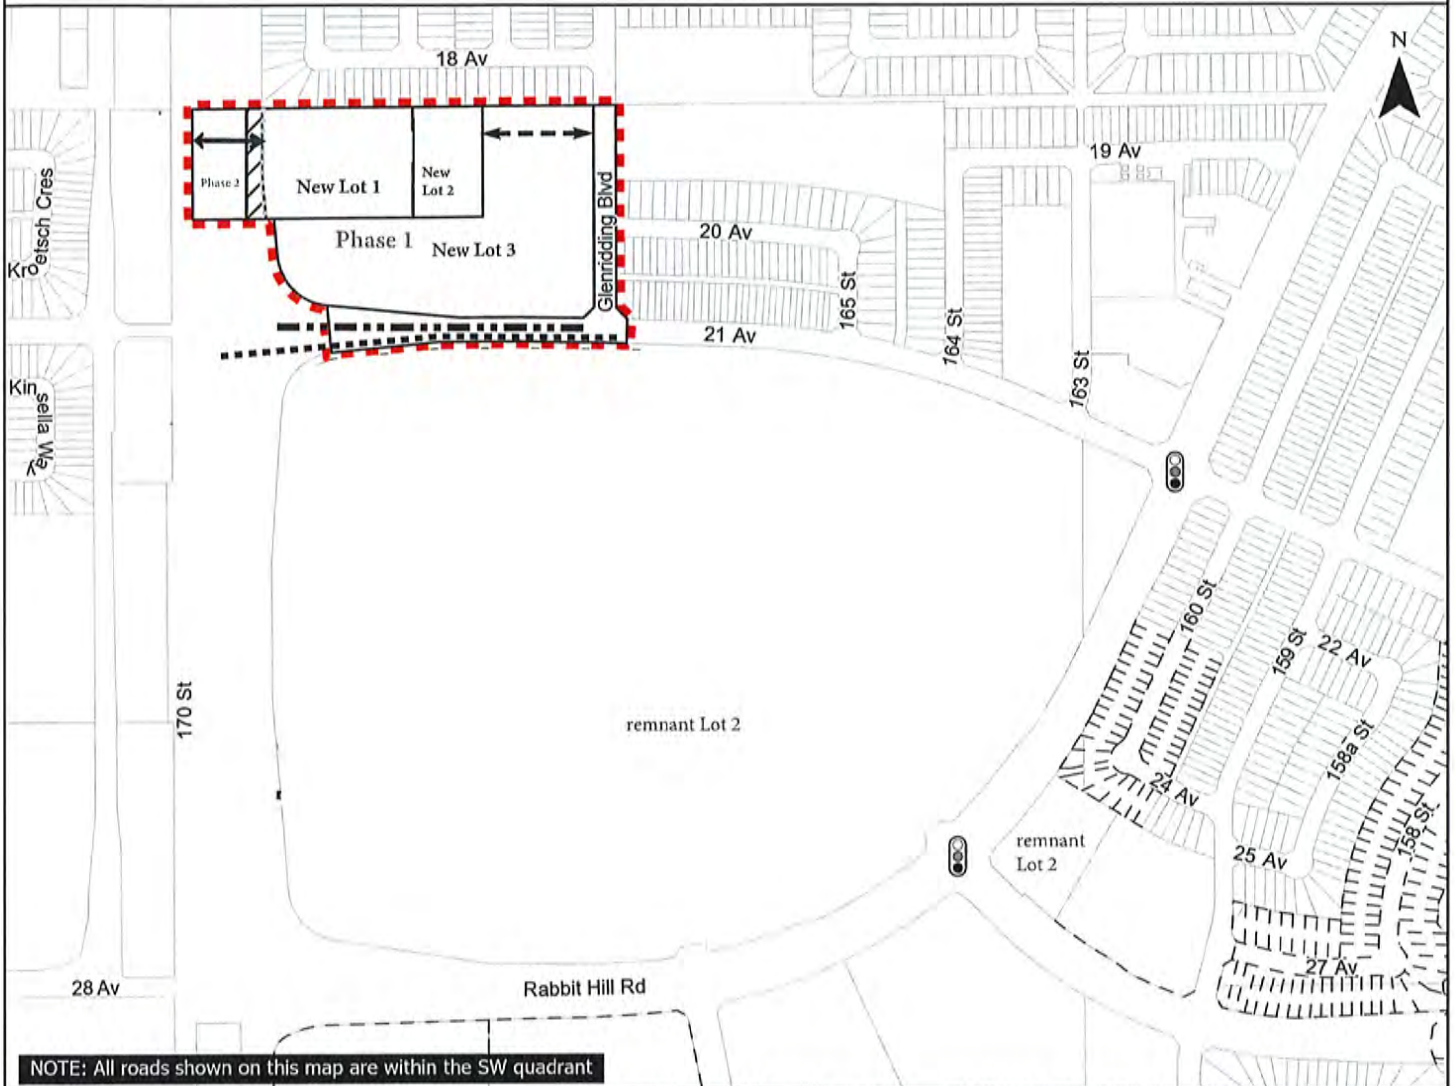 18 Av
N
19 Av
Phase 2
New Lot 1
New
Lot 2
Kroetsch Cres
Glenridding Blvd
20 Av
Phase 1
New Lot 3
165 St
164 St
21 Av
163 St
Kinsella Way
160 St
159 St
22 Av
170 St
remnant Lot 2
158a St
24 Av
158 St
remnant
Lot 2
25 Av
27 Av
28 Av
Rabbit Hill Rd
NOTE: All roads shown on this map are within the SW quadrant